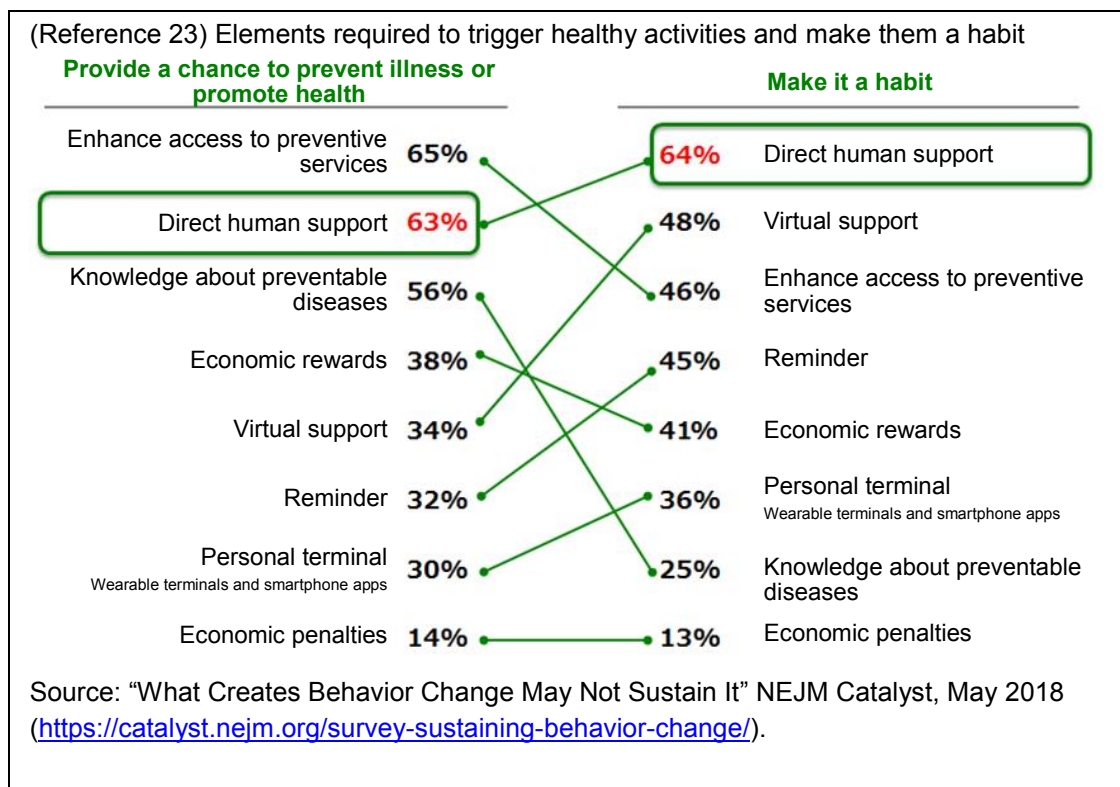 (Reference 23) Elements required to trigger healthy activities and make them a habit
Provide a chance to prevent illness or
promote health
Make it a habit
Enhance access to preventive
services
65%
64%
Direct human support
Direct human support
63%
48%
Virtual support
Knowledge about preventable
diseases
56%
46%
Enhance access to preventive
services
Economic rewards
38%
45%
Reminder
Virtual support
34%
41%
Economic rewards
Reminder
32%
36%
Personal terminal
Wearable terminals and smartphone apps
Personal terminal
Wearable terminals and smartphone apps
30%
25%
Knowledge about preventable
diseases
Economic penalties
14%
13%
Economic penalties
Source: “What Creates Behavior Change May Not Sustain It” NEJM Catalyst, May 2018
(https://catalyst.nejm.org/survey-sustaining-behavior-change/).